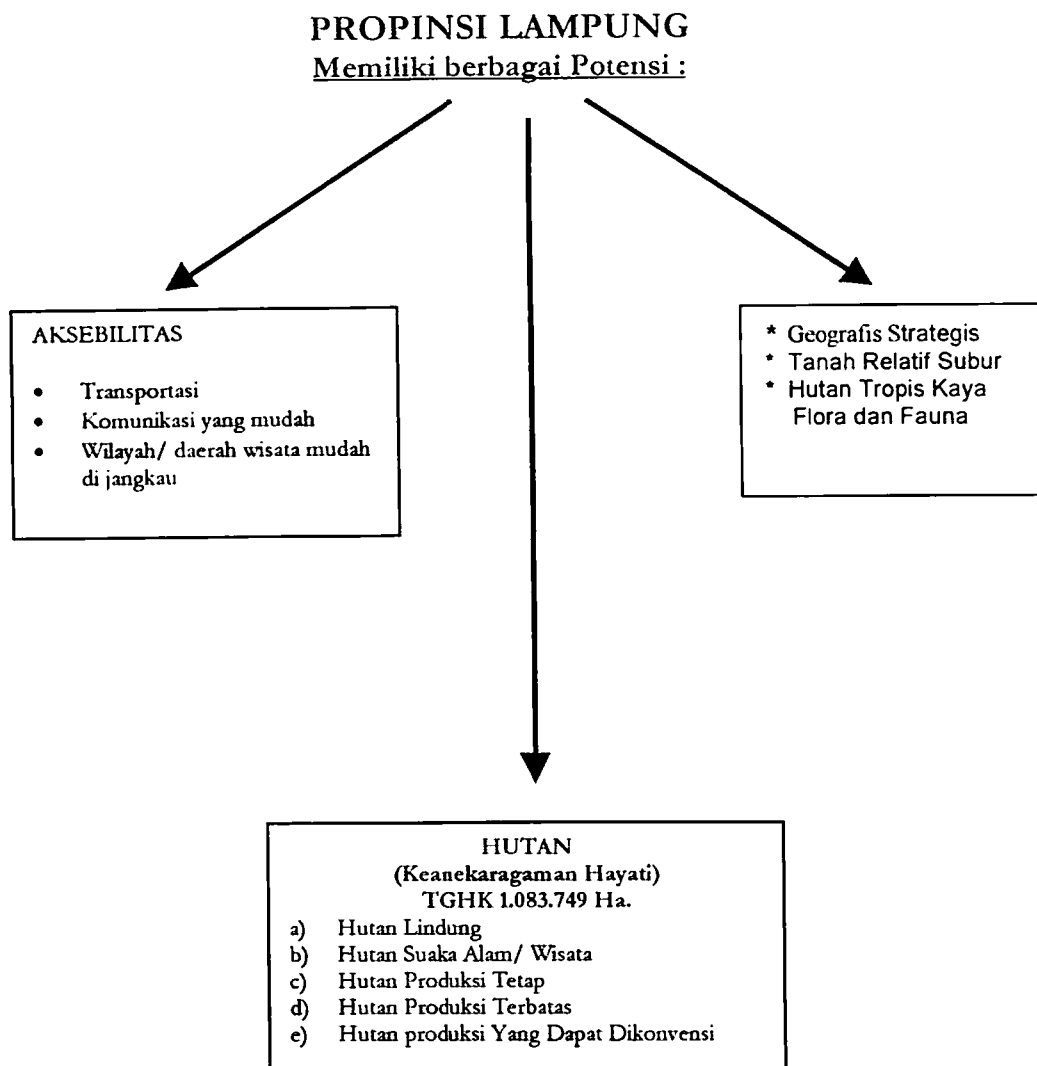 PROPINSI LAMPUNG
Memiliki berbagai Potensi :
AKSEBILITAS
• Transportasi
• Komunikasi yang mudah
• Wilayah/ daerah wisata mudah
di jangkau
* Geografis Strategis
* Tanah Relatif Subur
* Hutan Tropis Kaya
Flora dan Fauna
HUTAN
(Keanekaragaman Hayati)
TGHK 1.083.749 Ha.
a) Hutan Lindung
b) Hutan Suaka Alam/ Wisata
c) Hutan Produksi Tetap
d) Hutan Produksi Terbatas
e) Hutan produksi Yang Dapat Dikonvensi